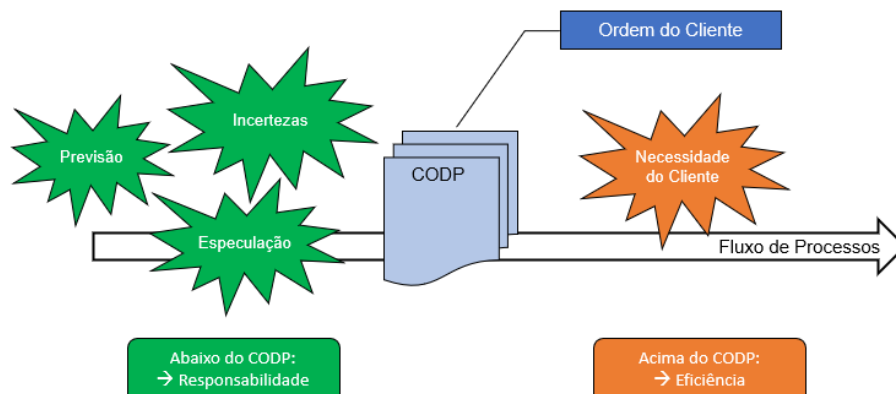 Ordem do Cliente
Incertezas
Previsão
Necessidade
do Cliente
CODP
Especulação
Fluxo de Processos
Abaixo do CODP:
→ Responsabilidade
Acima do CODP:
→ Eficiência